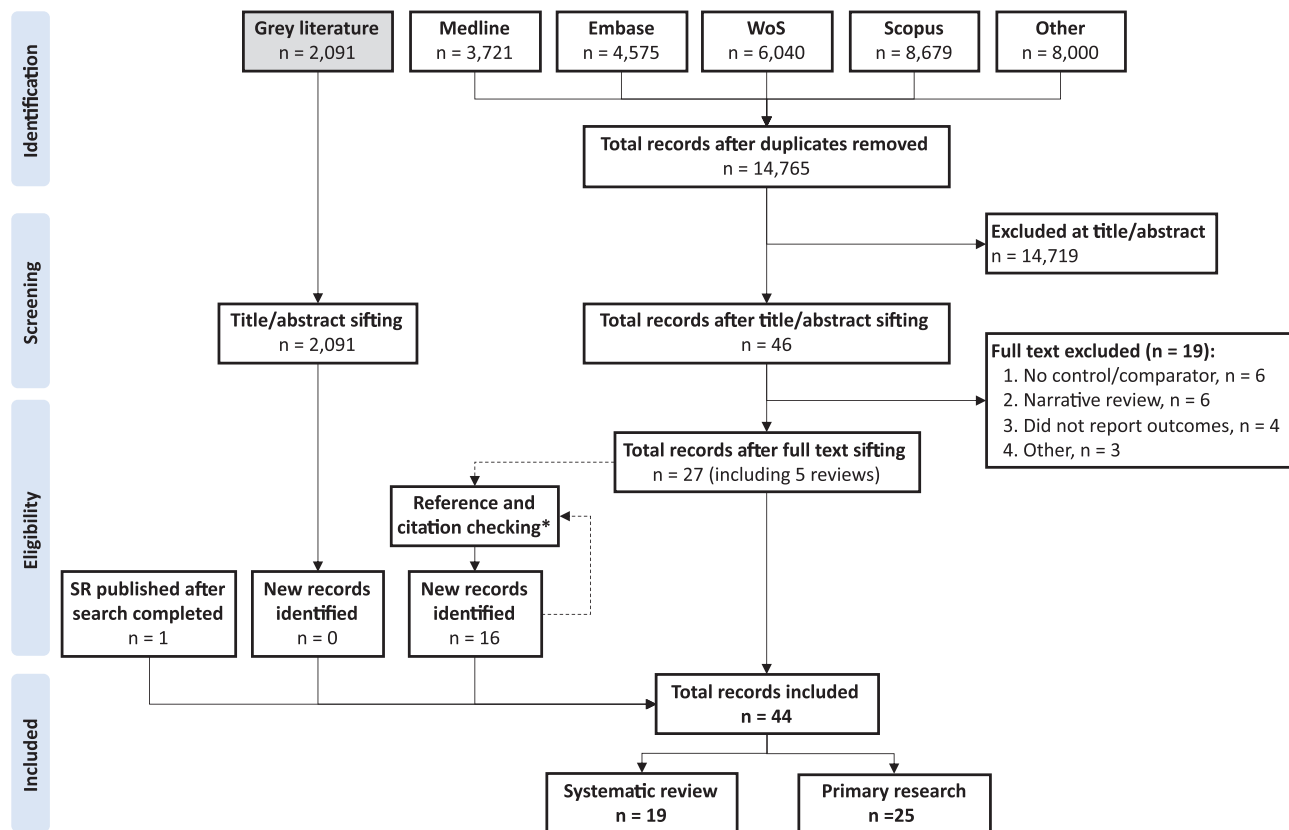 Identification
Grey literature
n = 2,091
Medline
n = 3,721
Embase
n = 4,575
WoS
n = 6,040
Scopus
n = 8,679
Other
n = 8,000
Total records after duplicates removed
n = 14,765
Screening
Excluded at title/abstract
n = 14,719
Title/abstract sifting
n = 2,091
Total records after title/abstract sifting
n = 46
Full text excluded (n = 19):
1. No control/comparator, n = 6
2. Narrative review, n = 6
3. Did not report outcomes, n = 4
4. Other, n = 3
Eligibility
Total records after full text sifting
n = 27 (including 5 reviews)
Reference and
citation checking*
SR published after
search completed
n = 1
New records
identified
n = 0
New records
identified
n = 16
Included
Total records included
n = 44
Systematic review
n = 19
Primary research
n =25